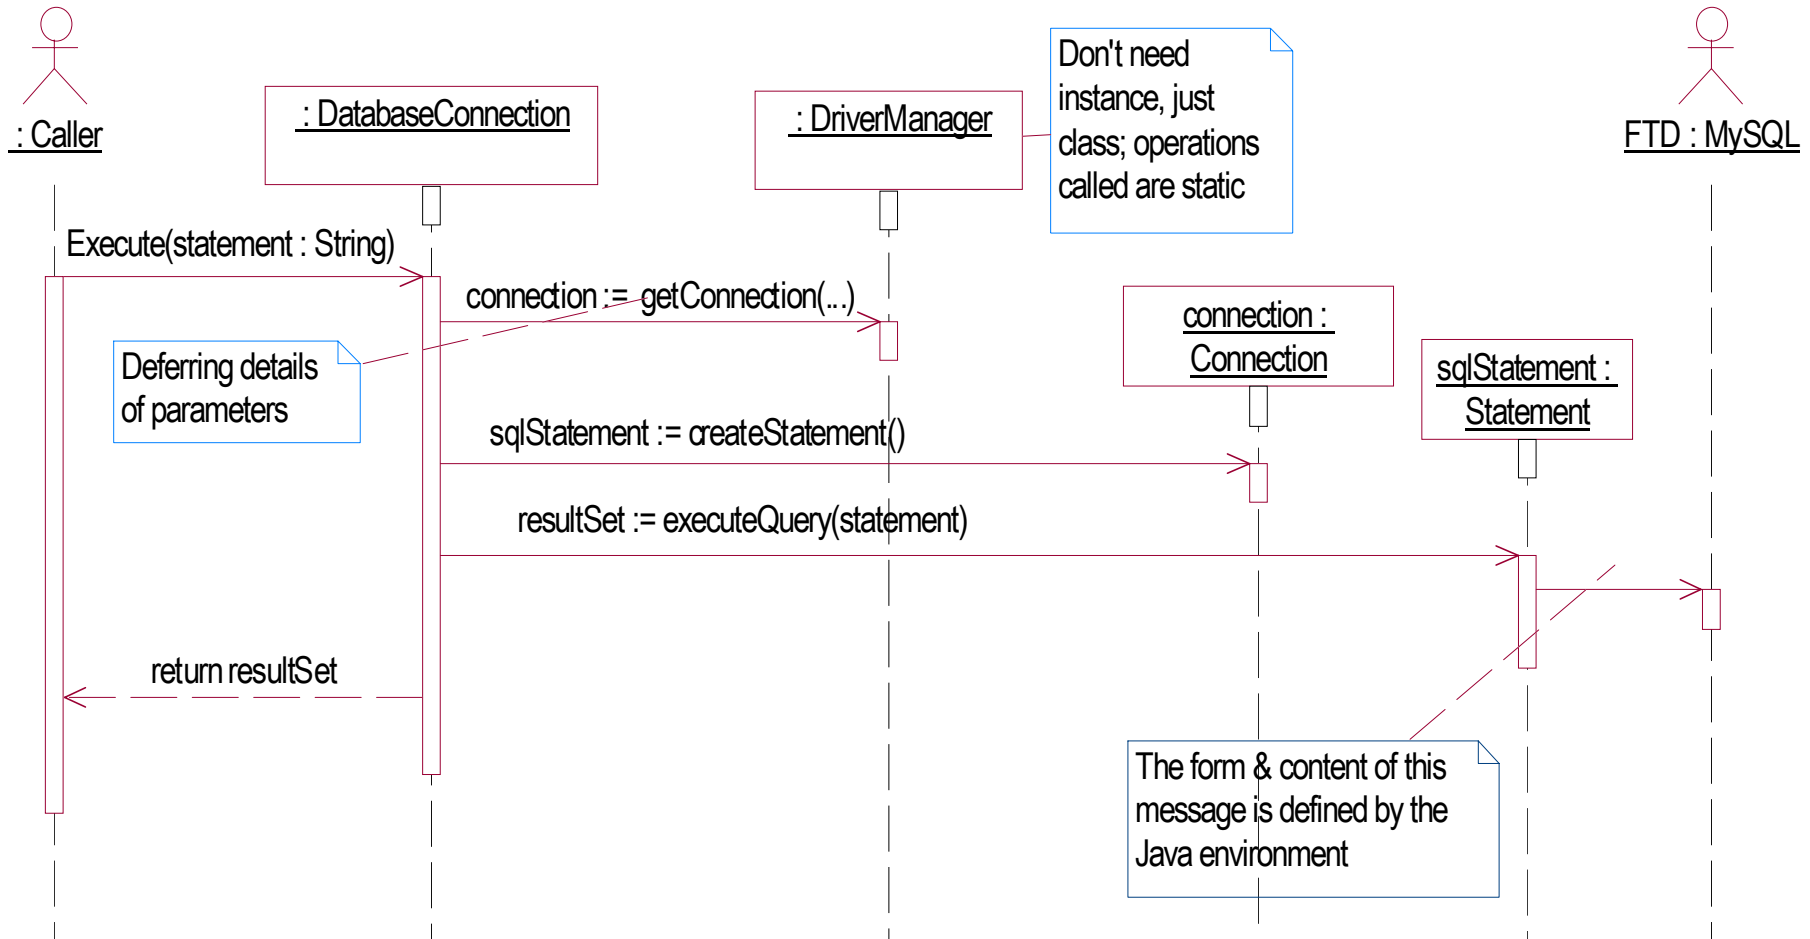 : Caller
: DatabaseConnection
: DriverManager
Don't need
instance, just
class; operations
called are static
FTD : MySQL
Execute(statement : String)
connection := getConnection(...)
connection :
Connection
Deferring details
of parameters
sqlStatement :
Statement
sqlStatement := createStatement()
resultSet := executeQuery(statement)
return resultSet
The form & content of this
message is defined by the
Java environment